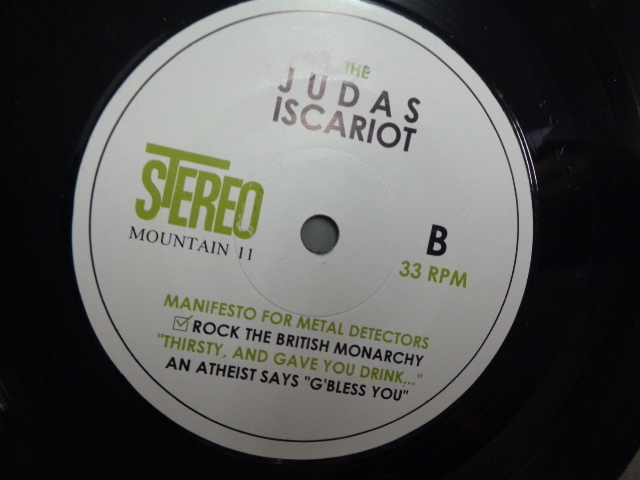 THE
JUDAS
ISCARIOT
STEREO
MOUNTAIN 11
B
33 RPM
MANIFESTO FOR METAL DETECTORS
ROCK THE BRITISH MONARCHY
"THIRSTY, AND GAVE YOU DRINK..."
AN ATHEIST SAYS "G'BLESS YOU"